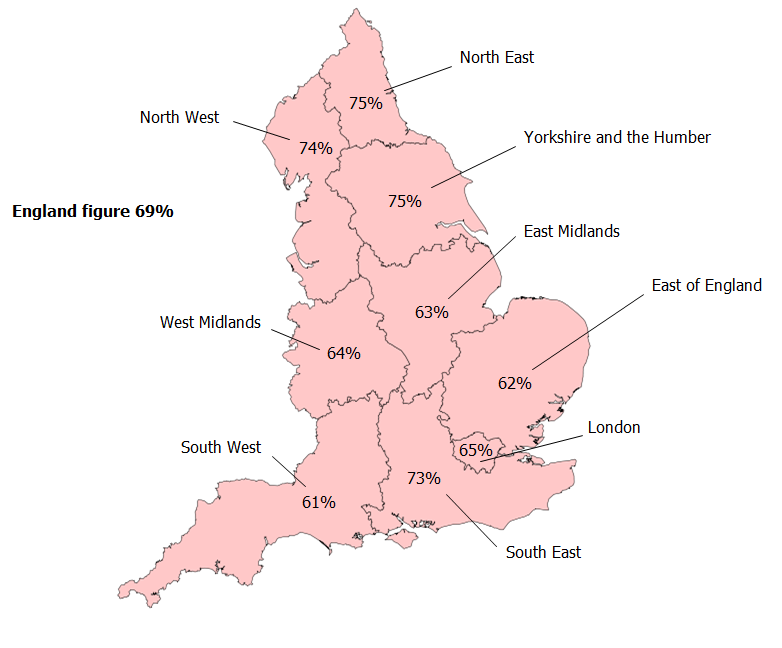 North East
75%
North West
74%
Yorkshire and the Humber
75%
England figure 69%
East Midlands
63%
East of England
62%
West Midlands
64%
London
65%
South West
61%
73%
South East